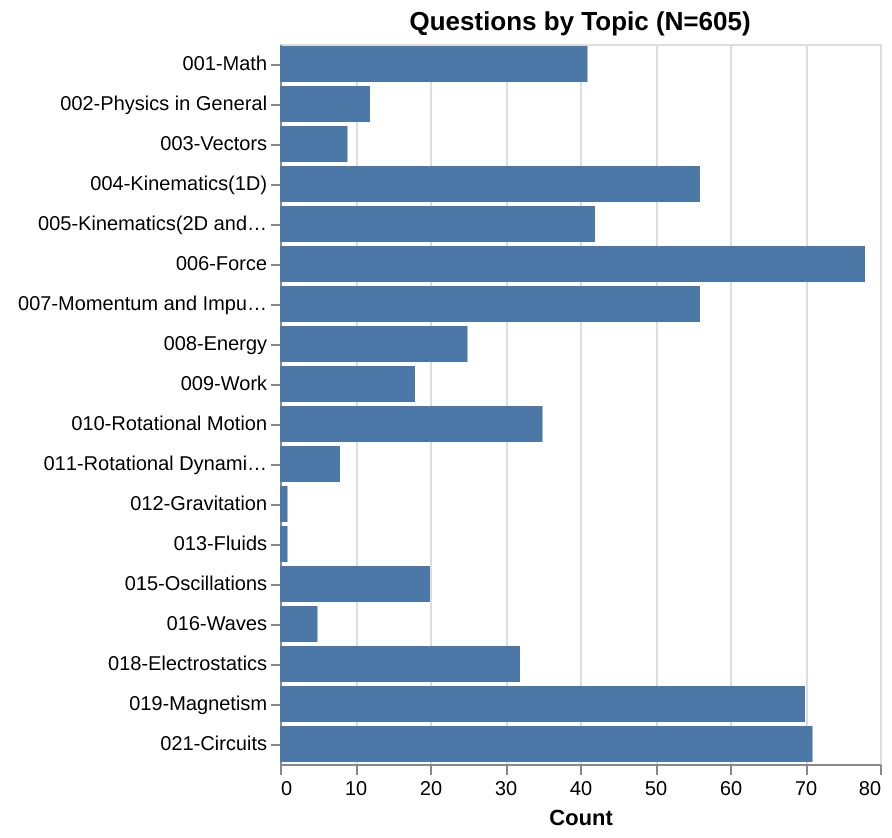 Questions by Topic (N=605)
001-Math
002-Physics in General
003-Vectors
004-Kinematics(1D)
005-Kinematics(2D and…
006-Force
007-Momentum and Impu…
008-Energy
009-Work
010-Rotational Motion
011-Rotational Dynami…
012-Gravitation
013-Fluids
015-Oscillations
016-Waves
018-Electrostatics
019-Magnetism
021-Circuits
0 10 20 30 40 50 60 70 80
Count